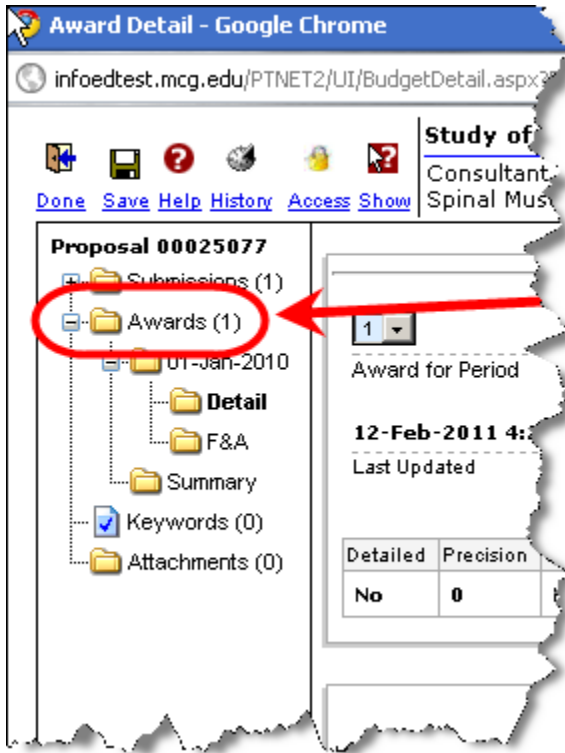 Award Detail - Google Chrome
infoedtest.mcg.edu/PTNET2/UI/BudgetDetail.aspx?
Study of
Consultant
Spinal Mus
Done Save Help History Access Show
Proposal 00025077
Submissions (1)
Awards (1)
01-Jan-2010
Detail
F&A
Summary
Keywords (0)
Attachments (0)
1
Award for Period
12-Feb-2011 4:
Last Updated
Detailed Precision
No 0